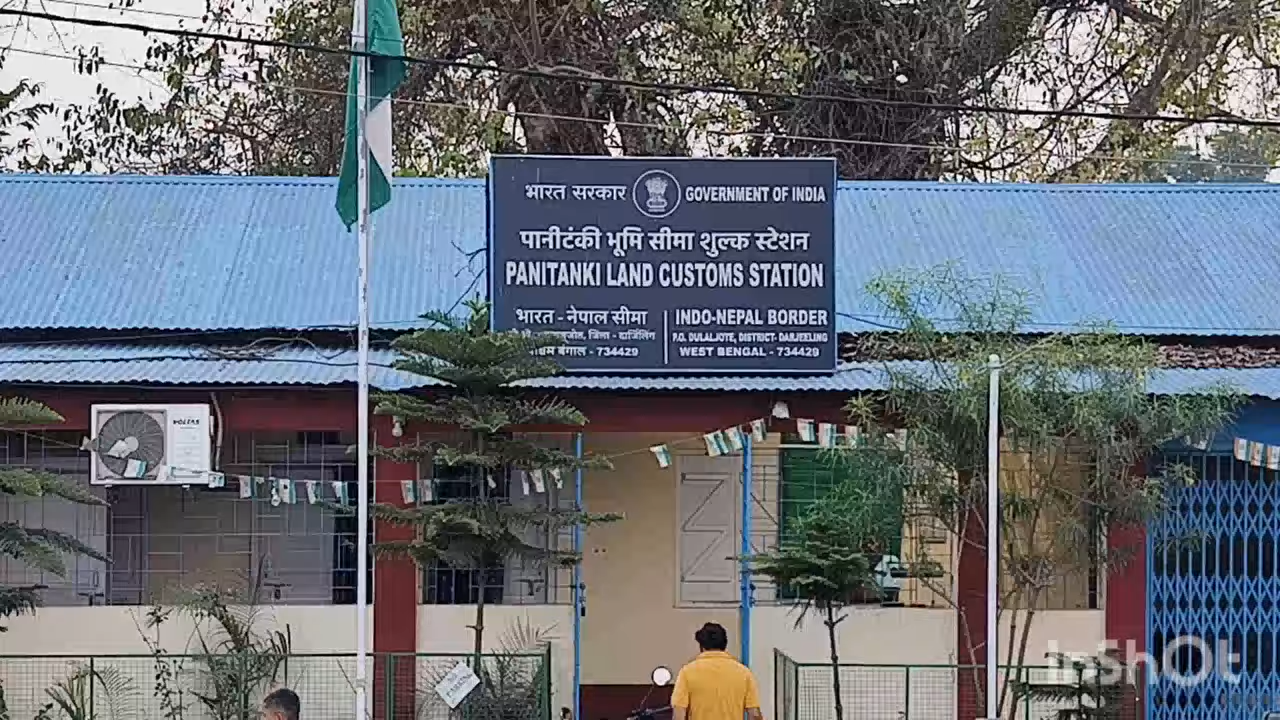 भारत सरकार GOVERNMENT OF INDIA
पानीटंकी भूमि सीमा शुल्क स्टेशन
PANITANKI LAND CUSTOMS STATION
भारत - नेपाल सीमा
जिला - दार्जिलिंग
बंगाल - 734429
INDO-NEPAL BORDER
P.O. DULALJOTE, DISTRICT- DARJEELING
WEST BENGAL - 734429
VOLTAS
InShOt